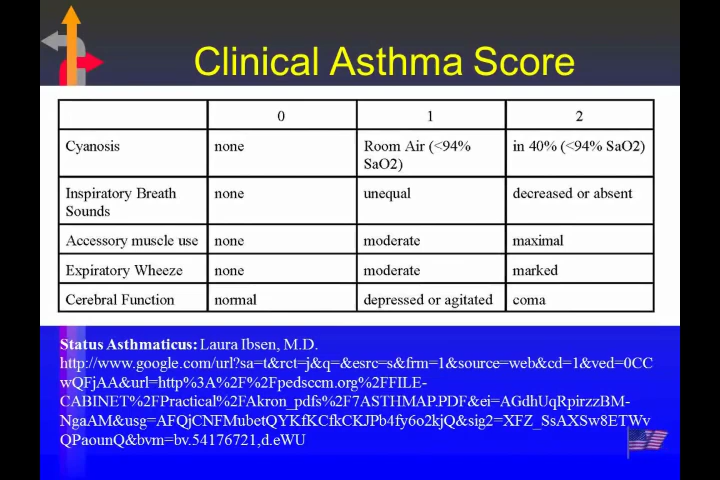 Clinical Asthma Score
0 1 2
Cyanosis none Room Air (<94% SaO2) in 40% (<94% SaO2)
Inspiratory Breath Sounds none unequal decreased or absent
Accessory muscle use none moderate maximal
Expiratory Wheeze none moderate marked
Cerebral Function normal depressed or agitated coma
Status Asthmaticus: Laura Ibsen, M.D.
http://www.google.com/url?sa=t&rct=j&q=&esrc=s&frm=1&source=web&cd=1&ved=0CC
wQFjAA&url=http%3A%2F%2Fpedsccm.org%2FFILE-
CABINET%2FPractical%2FAkron_pdfs%2F7ASTHMAP.PDF&ei=AGdhUqRpirzzBM-
NgaAM&usg=AFQjCNFMubetQYKfKCfkCKJPb4fy6o2kjQ&sig2=XFZ_SsAXSw8ETWv
QPaounQ&bvm=bv.54176721,d.eWU